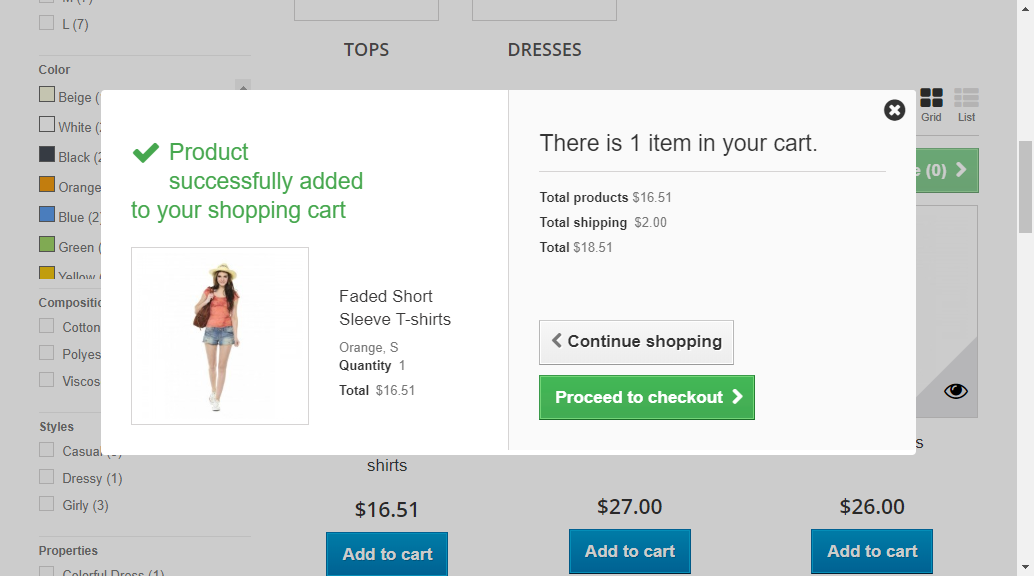 L (7)
TOPS
DRESSES
Color
Beige (
White (2
Black (2
Orange
Blue (2)
Green (
Yellow
Compositio
Cotton
Polyes
Viscos
Styles
Casual
Dressy (1)
Girly (3)
Properties
Colorful Dress (1)
Grid
List
(0)
Product
successfully added
to your shopping cart
Faded Short
Sleeve T-shirts
Orange, S
Quantity 1
Total $16.51
There is 1 item in your cart.
Total products $16.51
Total shipping $2.00
Total $18.51
Continue shopping
Proceed to checkout
shirts
$16.51
$27.00
$26.00
Add to cart
Add to cart
Add to cart